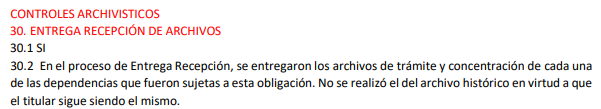 CONTROLES ARCHIVISTICOS
30. ENTREGA RECEPCIÓN DE ARCHIVOS
30.1 SI
30.2 En el proceso de Entrega Recepción, se entregaron los archivos de trámite y concentración de cada una
de las dependencias que fueron sujetas a esta obligación. No se realizó el del archivo histórico en virtud a que
el titular sigue siendo el mismo.